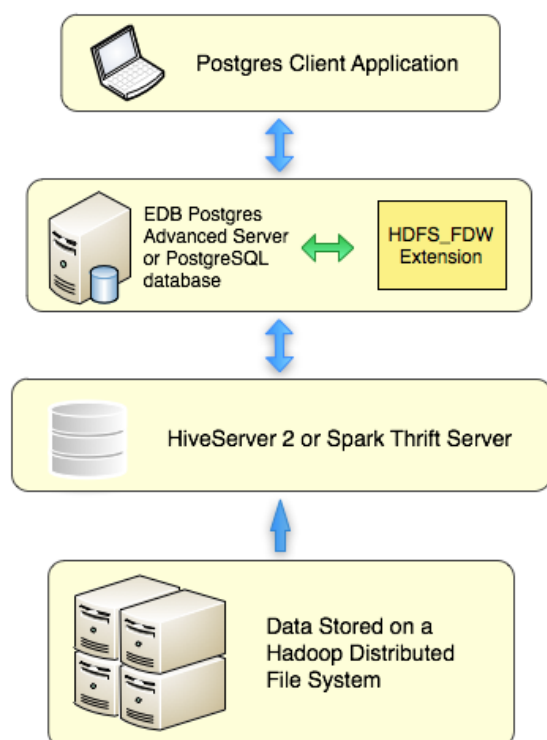 Postgres Client Application
EDB Postgres
Advanced Server
or PostgreSQL
database
HDFS_FDW
Extension
HiveServer 2 or Spark Thrift Server
Data Stored on a
Hadoop Distributed
File System